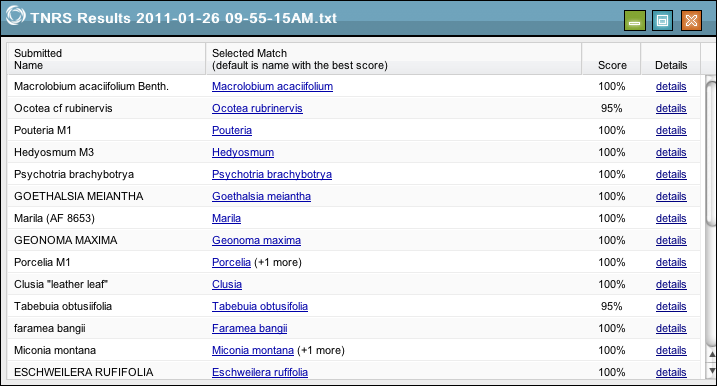 TNRS Results 2011-01-26 09-55-15AM.txt
Submitted Name Selected Match (default is name with the best score) Score Details
Macrolobium acaciifolium Benth. Macrolobium acaciifolium 100% details
Ocotea cf rubinervis Ocotea rubrinervis 95% details
Pouteria M1 Pouteria 100% details
Hedyosmum M3 Hedyosmum 100% details
Psychotria brachybotrya Psychotria brachybotrya 100% details
GOETHALSIA MEIANTHA Goethalsia meiantha 100% details
Marila (AF 8653) Marila 100% details
GEONOMA MAXIMA Geonoma maxima 100% details
Porcelia M1 Porcelia (+1 more) 100% details
Clusia "leather leaf" Clusia 100% details
Tabebuia obtusiifolia Tabebuia obtusifolia 95% details
faramea bangii Faramea bangii 100% details
Miconia montana Miconia montana (+1 more) 100% details
ESCHWEILERA RUFIFOLIA Eschweilera rufifolia 100% details